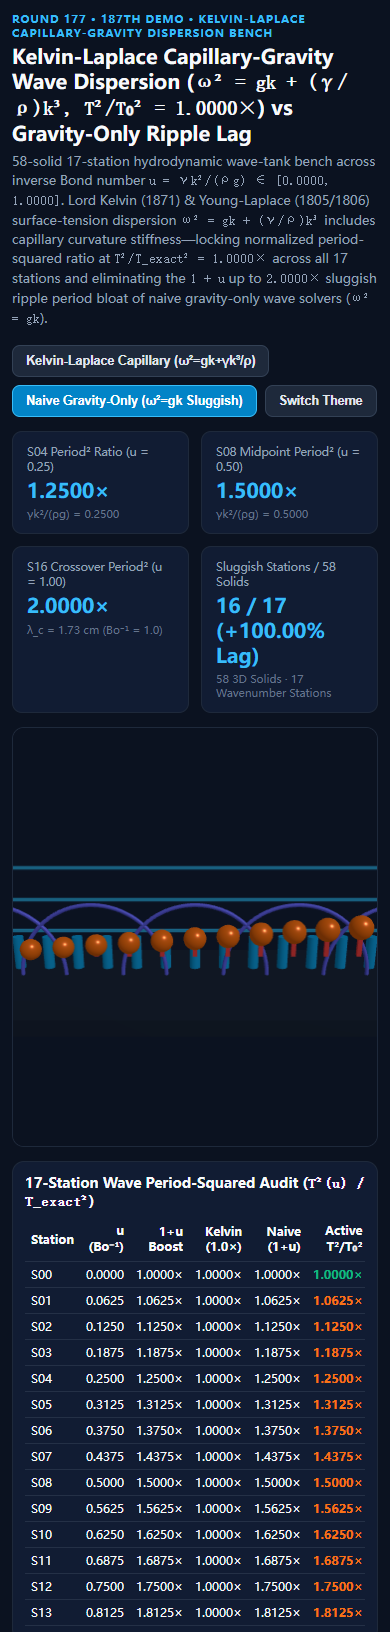 ROUND 177 • 187TH DEMO • KELVIN-LAPLACE
CAPILLARY-GRAVITY DISPERSION BENCH
Kelvin-Laplace Capillary-Gravity
Wave Dispersion (ω² = gk + (γ/
ρ)k³, T²/T₀² = 1.0000×) vs
Gravity-Only Ripple Lag
58-solid 17-station hydrodynamic wave-tank bench across
inverse Bond number u = γk²/(ρg) ∈ [0.0000,
1.0000]. Lord Kelvin (1871) & Young-Laplace (1805/1806)
surface-tension dispersion ω² = gk + (γ/ρ)k³ includes
capillary curvature stiffness—locking normalized period-
squared ratio at T²/T_exact² = 1.0000× across all 17
stations and eliminating the 1 + u up to 2.0000× sluggish
ripple period bloat of naive gravity-only wave solvers (ω²
= gk).
Kelvin-Laplace Capillary (ω²=gk+γk³/ρ)
Naive Gravity-Only (ω²=gk Sluggish)
Switch Theme
S04 Period² Ratio (u =
0.25)
1.2500×
γk²/(ρg) = 0.2500
S08 Midpoint Period² (u =
0.50)
1.5000×
γk²/(ρg) = 0.5000
S16 Crossover Period² (u
= 1.00)
2.0000×
λ_c = 1.73 cm (Bo⁻¹ = 1.0)
Sluggish Stations / 58
Solids
16 / 17
(+100.00%
Lag)
58 3D Solids · 17
Wavenumber Stations
17-Station Wave Period-Squared Audit (T²(u) /
T_exact²)
Station u (Bo⁻¹) 1+u Boost Kelvin (1.0×) Naive (1+u) Active T²/T₀²
S00 0.0000 1.0000× 1.0000× 1.0000× 1.0000×
S01 0.0625 1.0625× 1.0000× 1.0625× 1.0625×
S02 0.1250 1.1250× 1.0000× 1.1250× 1.1250×
S03 0.1875 1.1875× 1.0000× 1.1875× 1.1875×
S04 0.2500 1.2500× 1.0000× 1.2500× 1.2500×
S05 0.3125 1.3125× 1.0000× 1.3125× 1.3125×
S06 0.3750 1.3750× 1.0000× 1.3750× 1.3750×
S07 0.4375 1.4375× 1.0000× 1.4375× 1.4375×
S08 0.5000 1.5000× 1.0000× 1.5000× 1.5000×
S09 0.5625 1.5625× 1.0000× 1.5625× 1.5625×
S10 0.6250 1.6250× 1.0000× 1.6250× 1.6250×
S11 0.6875 1.6875× 1.0000× 1.6875× 1.6875×
S12 0.7500 1.7500× 1.0000× 1.7500× 1.7500×
S13 0.8125 1.8125× 1.0000× 1.8125× 1.8125×